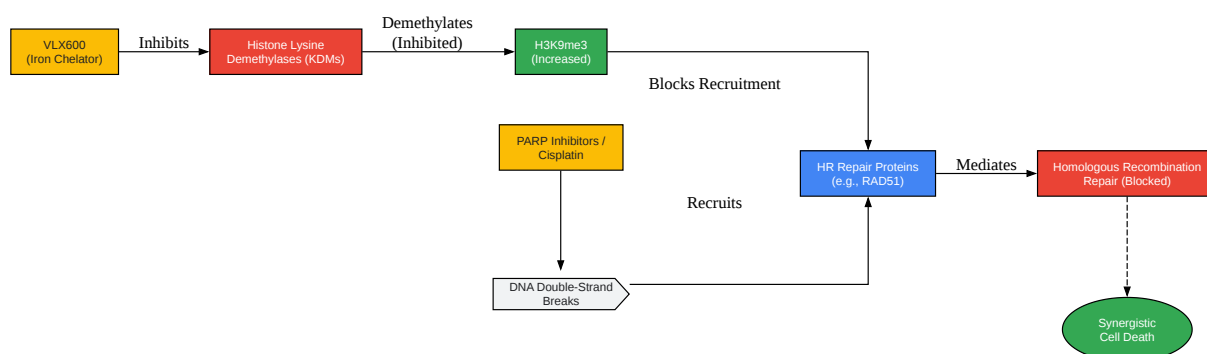 VLX600
(Iron Chelator)
Inhibits
Histone Lysine
Demethylases (KDMs)
Demethylates
(Inhibited)
H3K9me3
(Increased)
Blocks Recruitment
PARP Inhibitors /
Cisplatin
HR Repair Proteins
(e.g., RAD51)
Mediates
Homologous Recombination
Repair (Blocked)
Recruits
DNA Double-Strand
Breaks
Synergistic
Cell Death